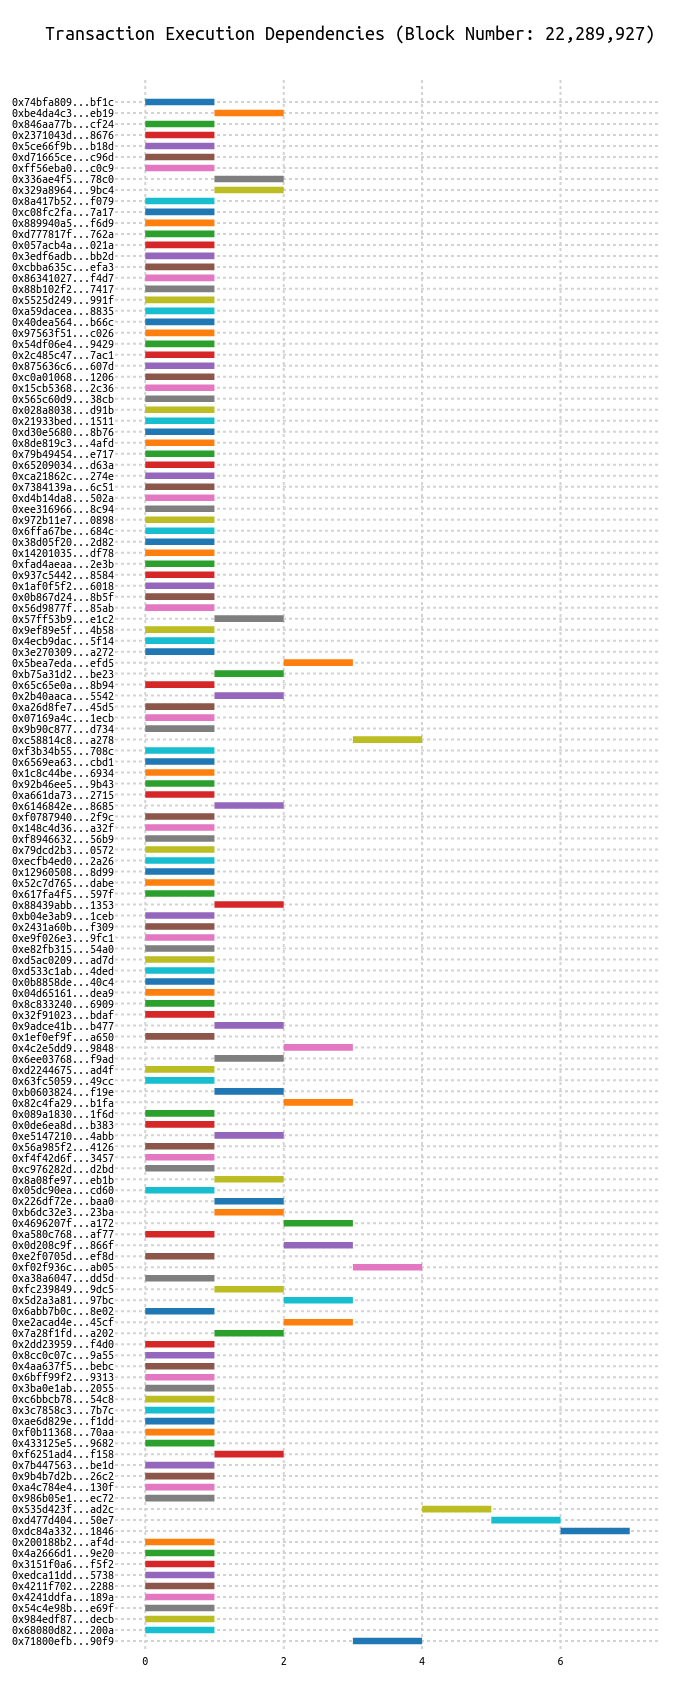 Transaction Execution Dependencies (Block Number: 22,289,927)
0x74bfa809...bf1c
0xbe4da4c3...eb19
0x846aa77b...cf24
0x2371043d...8676
0x5ce66f9b...b18d
0xd71665ce...c96d
0xff56eba0...c0c9
0x336ae4f5...78c0
0x329a8964...9bc4
0x8a417b52...f079
0xc08fc2fa...7a17
0x889940a5...f6d9
0xd777817f...762a
0x057acb4a...021a
0x3edf6adb...bb2d
0xcbba635c...efa3
0x86341027...f4d7
0x88b102f2...7417
0x5525d249...991f
0xa59dacea...8835
0x40dea564...b66c
0x97563f51...c026
0x54df06e4...9429
0x2c485c47...7ac1
0x875636c6...607d
0xc0a01068...1206
0x15cb5368...2c36
0x565c60d9...38cb
0x028a8038...d91b
0x21933bed...1511
0xd30e5680...8b76
0x8de819c3...4afd
0x79b49454...e717
0x65209034...d63a
0xca21862c...274e
0x7384139a...6c51
0xd4b14da8...502a
0xee316966...8c94
0x972b11e7...0898
0x6ffa67be...684c
0x38d05f20...2d82
0x14201035...df78
0xfad4aeaa...2e3b
0x937c5442...8584
0x1af0f5f2...6018
0x0b867d24...8b5f
0x56d9877f...85ab
0x57ff53b9...e1c2
0x9ef89e5f...4b58
0x4ecb9dac...5f14
0x3e270309...a272
0x5bea7eda...efd5
0xb75a31d2...be23
0x65c65e0a...8b94
0x2b40aaca...5542
0xa26d8fe7...45d5
0x07169a4c...1ecb
0x9b90c877...d734
0xc58814c8...a278
0xf3b34b55...708c
0x6569ea63...cbd1
0x1c8c44be...6934
0x92b46ee5...9b43
0xa661da73...2715
0x6146842e...8685
0xf0787940...2f9c
0x148c4d36...a32f
0xf8946632...56b9
0x79dcd2b3...0572
0xecfb4ed0...2a26
0x12960508...8d99
0x52c7d765...dabe
0x617fa4f5...597f
0x88439abb...1353
0xb04e3ab9...1ceb
0x2431a60b...f309
0xe9f026e3...9fc1
0xe82fb315...54a0
0xd5ac0209...ad7d
0xd533c1ab...4ded
0x0b8858de...40c4
0x04d65161...dea9
0x8c833240...6909
0x32f91023...bdaf
0x9adce41b...b477
0x1ef0ef9f...a650
0x4c2e5dd9...9848
0x6ee03768...f9ad
0xd2244675...ad4f
0x63fc5059...49cc
0xb0603824...f19e
0x82c4fa29...b1fa
0x089a1830...1f6d
0x0de6ea8d...b383
0xe5147210...4abb
0x56a985f2...4126
0xf4f42d6f...3457
0xc976282d...d2bd
0x8a08fe97...eb1b
0x05dc90ea...cd60
0x226df72e...baa0
0xb6dc32e3...23ba
0x4696207f...a172
0xa580c768...af77
0x0d208c9f...866f
0xe2f0705d...ef8d
0xf02f936c...ab05
0xa38a6047...dd5d
0xfc239849...9dc5
0x5d2a3a81...97bc
0x6abb7b0c...8e02
0xe2acad4e...45cf
0x7a28f1fd...a202
0x2dd23959...f4d0
0x8cc0c07c...9a55
0x4aa637f5...bebc
0x6bff99f2...9313
0x3ba0e1ab...2055
0xc6bbcb78...54c8
0x3c7858c3...7b7c
0xae6d829e...f1dd
0xf0b11368...70aa
0x433125e5...9682
0xf6251ad4...f158
0x7b447563...be1d
0x9b4b7d2b...26c2
0xa4c784e4...130f
0x986b05e1...ec72
0x535d423f...ad2c
0xd477d404...50e7
0xdc84a332...1846
0x200188b2...af4d
0x4a2666d1...9e20
0x3151f0a6...f5f2
0xedca11dd...5738
0x4211f702...2288
0x4241ddfa...189a
0x54c4e98b...e69f
0x984edf87...decb
0x68080d82...200a
0x71800efb...90f9
0 2 4 6